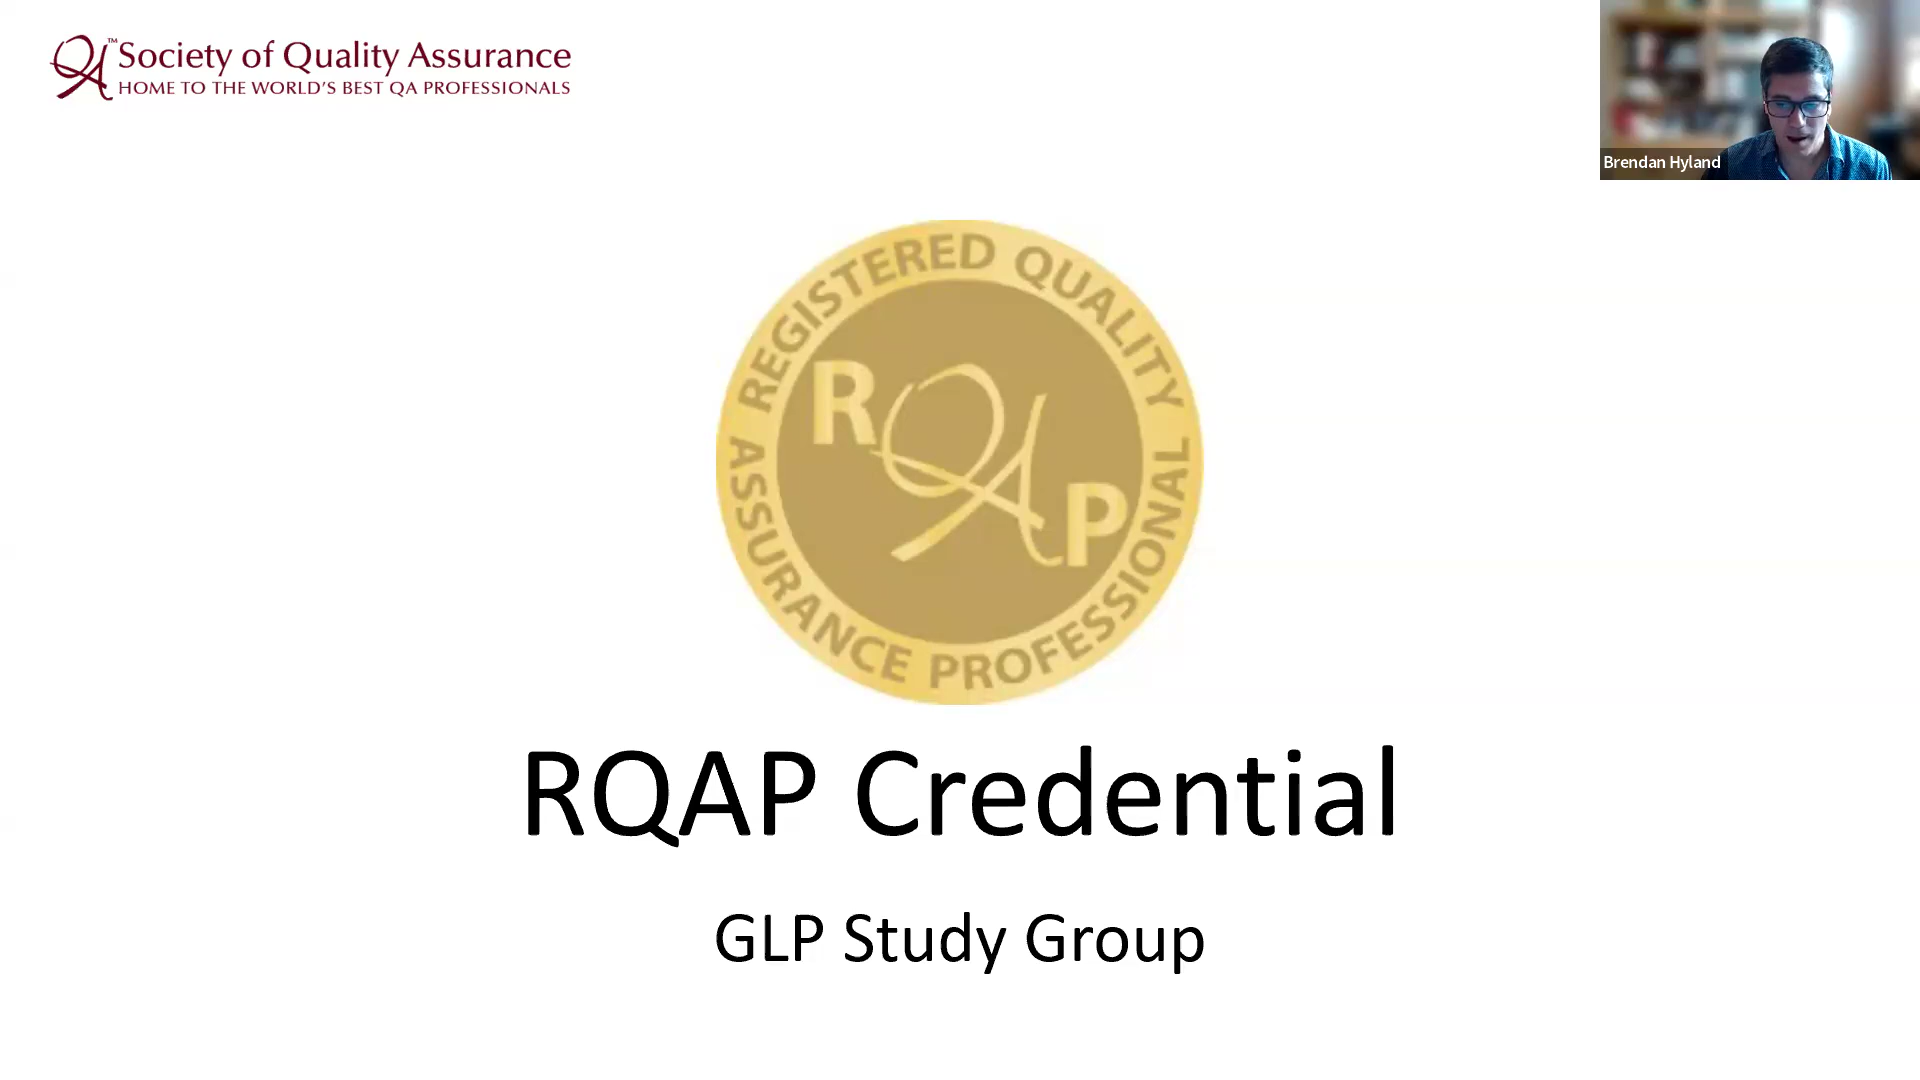 QA™ Society of Quality Assurance
HOME TO THE WORLD'S BEST QA PROFESSIONALS
Brendan Hyland
REGISTERED QUALITY
ASSURANCE PROFESSIONAL
RQAP
RQAP Credential
GLP Study Group